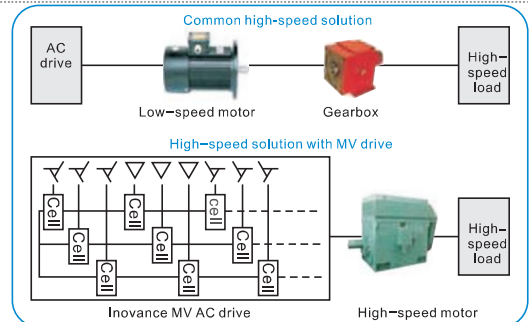 Common high-speed solution
AC
drive
High-
speed
load
Low-speed motor
Gearbox
High-speed solution with MV drive
Cell
Cell
Cell
Cell
Cell
Cell
cell
Cell
Cell
High-
speed
load
Inovance MV AC drive
High-speed motor